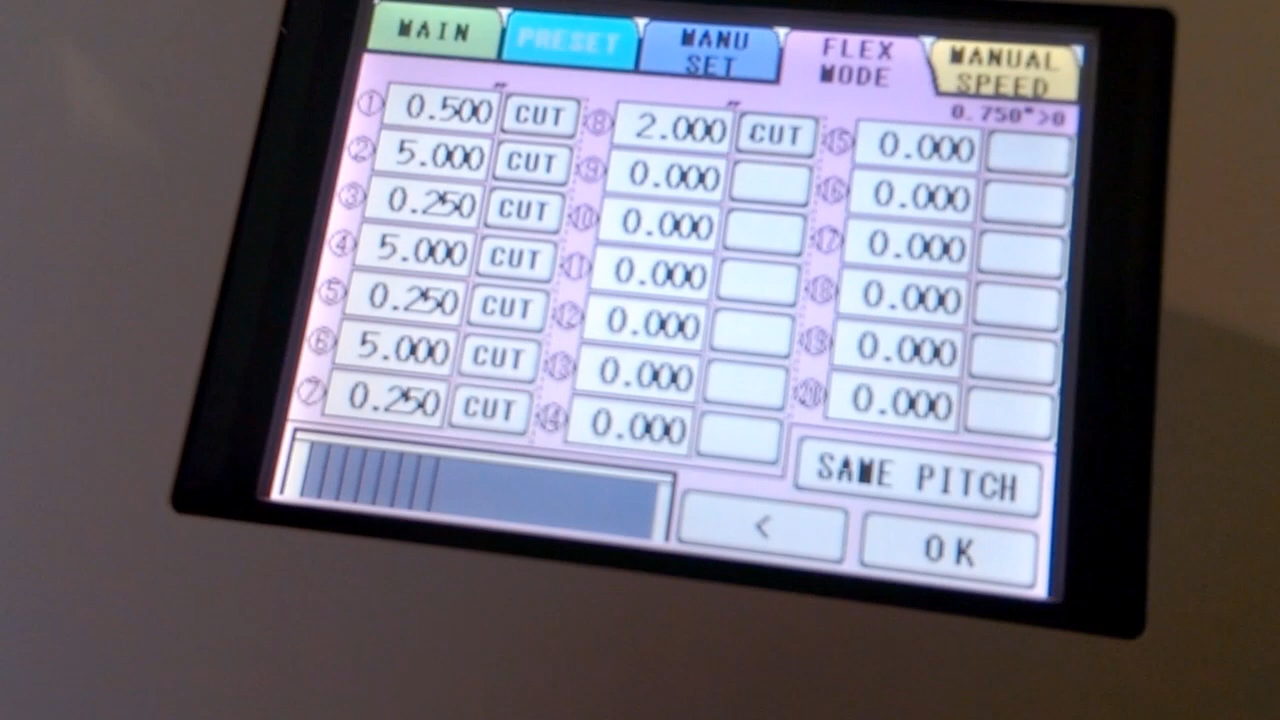 MAIN
PRESET
MANU SET
FLEX MODE
MANUAL SPEED
0.750">0
① 0.500 CUT
② 5.000 CUT
③ 0.250 CUT
④ 5.000 CUT
⑤ 0.250 CUT
⑥ 5.000 CUT
⑦ 0.250 CUT
⑧ 2.000 CUT
⑨ 0.000
⑩ 0.000
⑪ 0.000
⑫ 0.000
⑬ 0.000
⑭ 0.000
⑮ 0.000
⑯ 0.000
⑰ 0.000
⑱ 0.000
⑲ 0.000
⑳ 0.000
SAME PITCH
<
OK